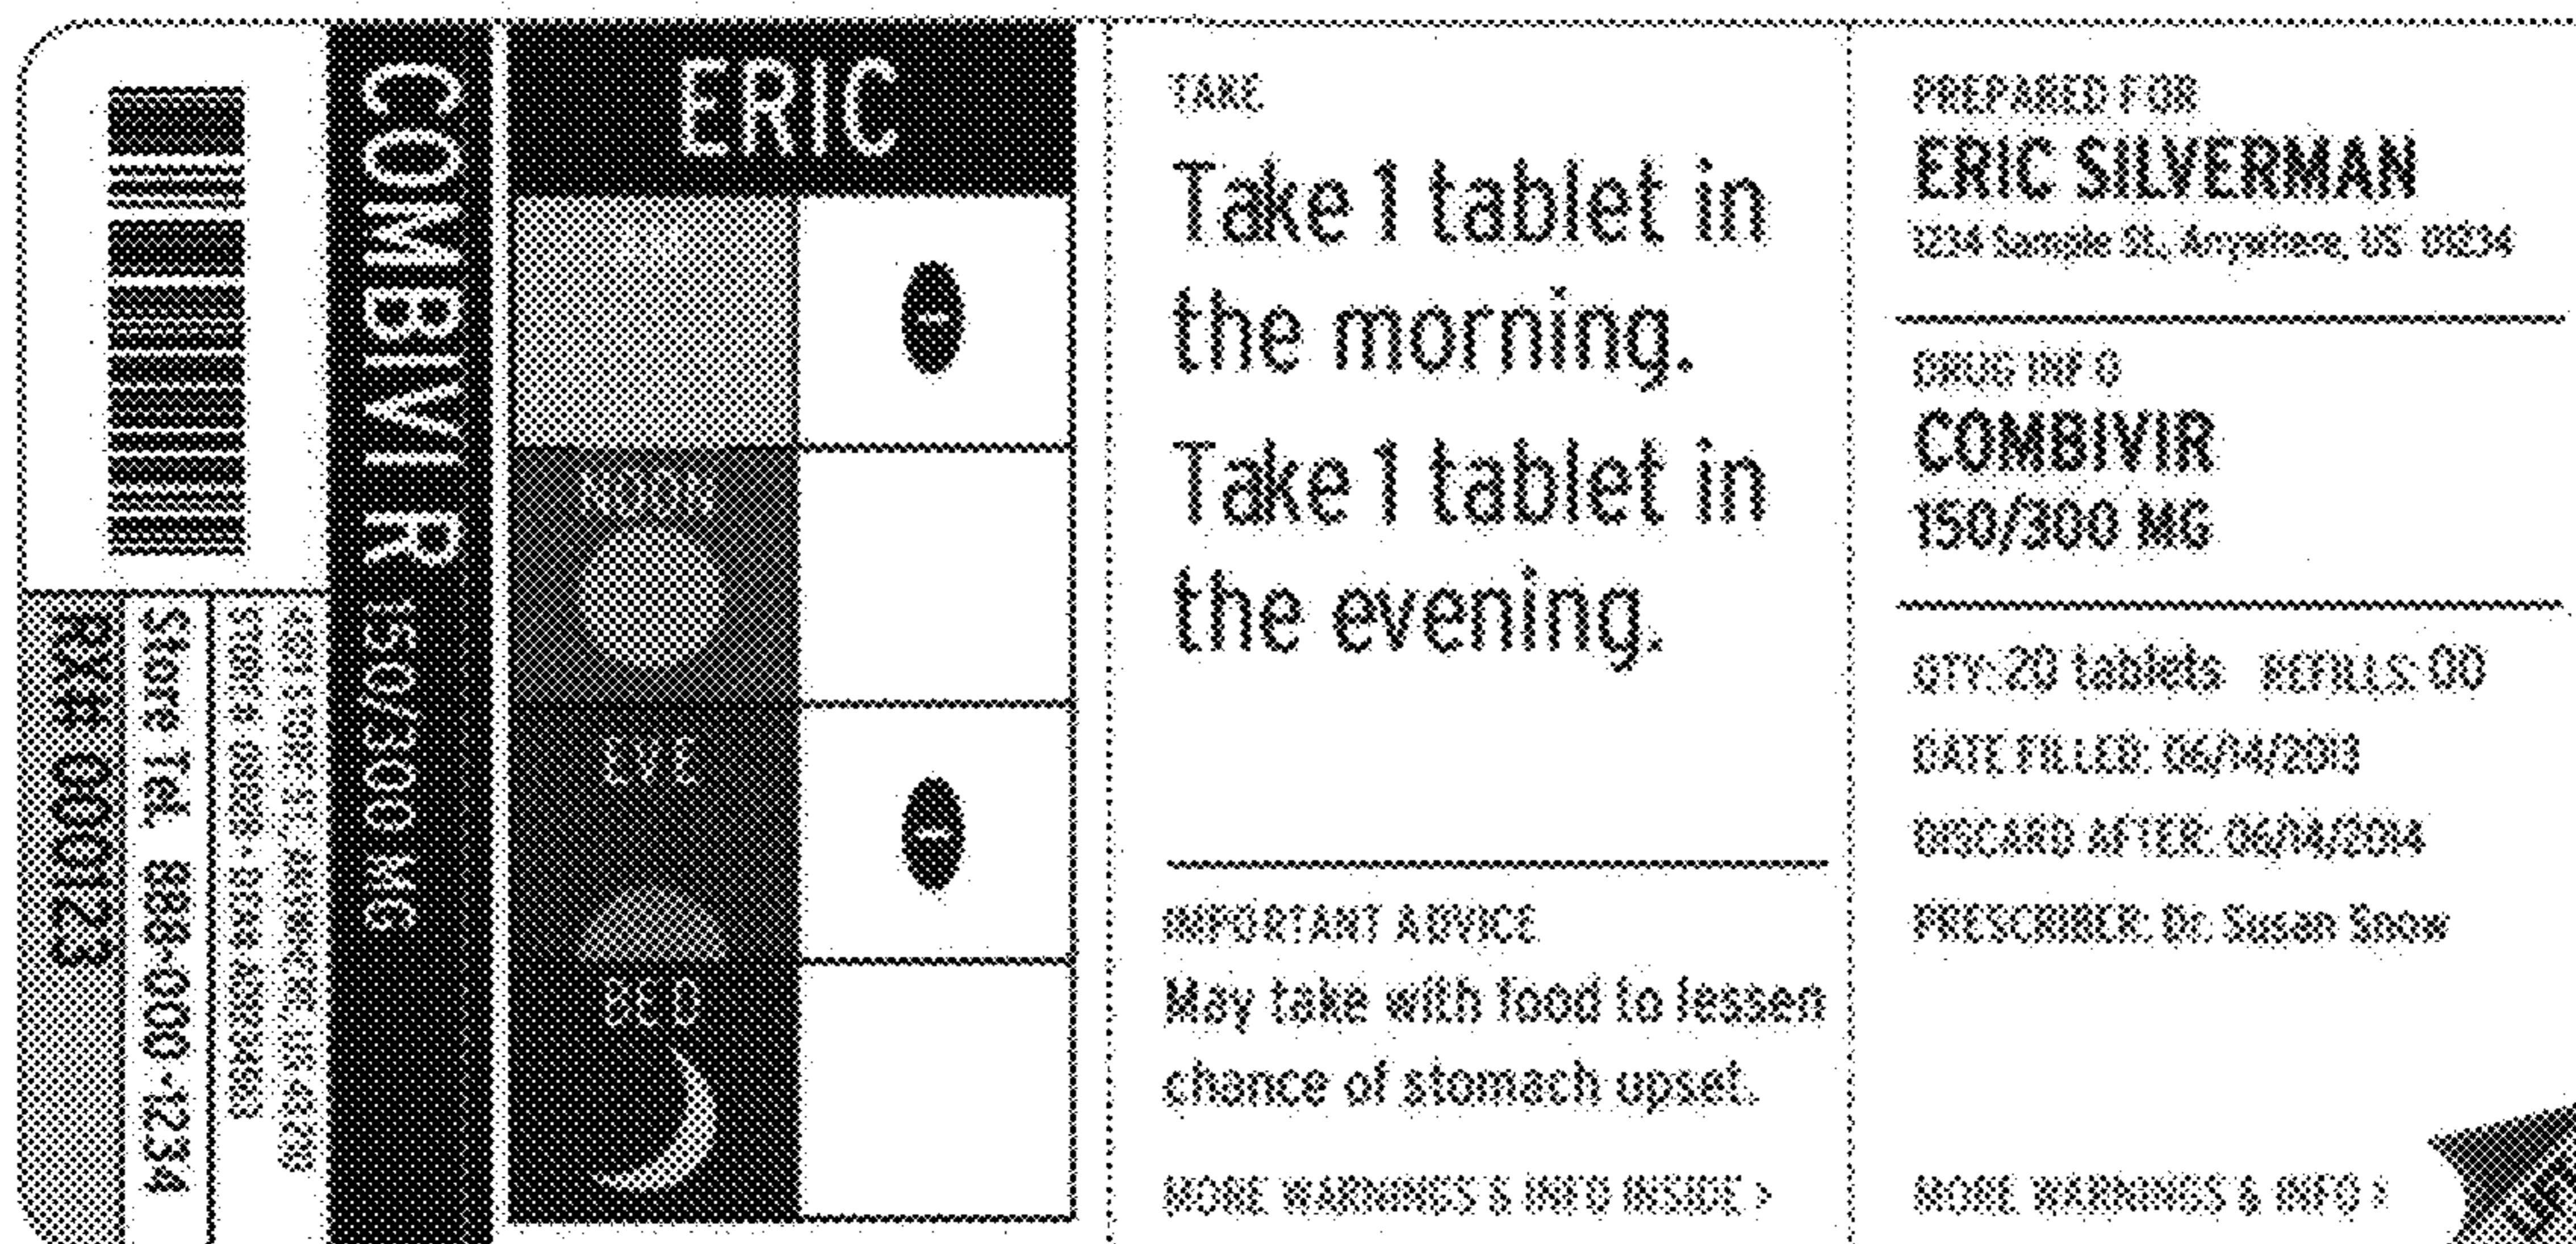 COMBIVIR 150/300 MG
RX# 00123
Store Tel. 888-000-1234
ERIC
NOON
EVE
BED
TAKE
Take 1 tablet in
the morning.
Take 1 tablet in
the evening.
IMPORTANT ADVICE
May take with food to lessen
chance of stomach upset.
MORE WARNINGS & INFO INSIDE >
PREPARED FOR
ERIC SILVERMAN
1234 Sample St., Anywhere, US 01234
DRUG INFO
COMBIVIR
150/300 MG
QTY: 20 tablets REFILLS: 00
DATE FILLED: 06/14/2013
DISCARD AFTER: 06/14/2014
PRESCRIBER: Dr. Susan Snow
MORE WARNINGS & INFO >